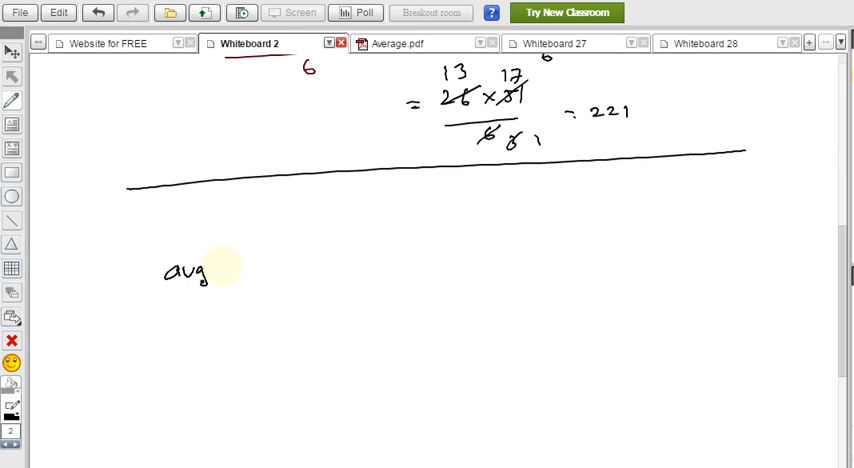 File Edit Screen Poll Breakout room ? Try New Classroom
Website for FREE Whiteboard 2 Average.pdf Whiteboard 27 Whiteboard 28
6
13 17
= 26 × 51
6 3 1
= 221
avg
2